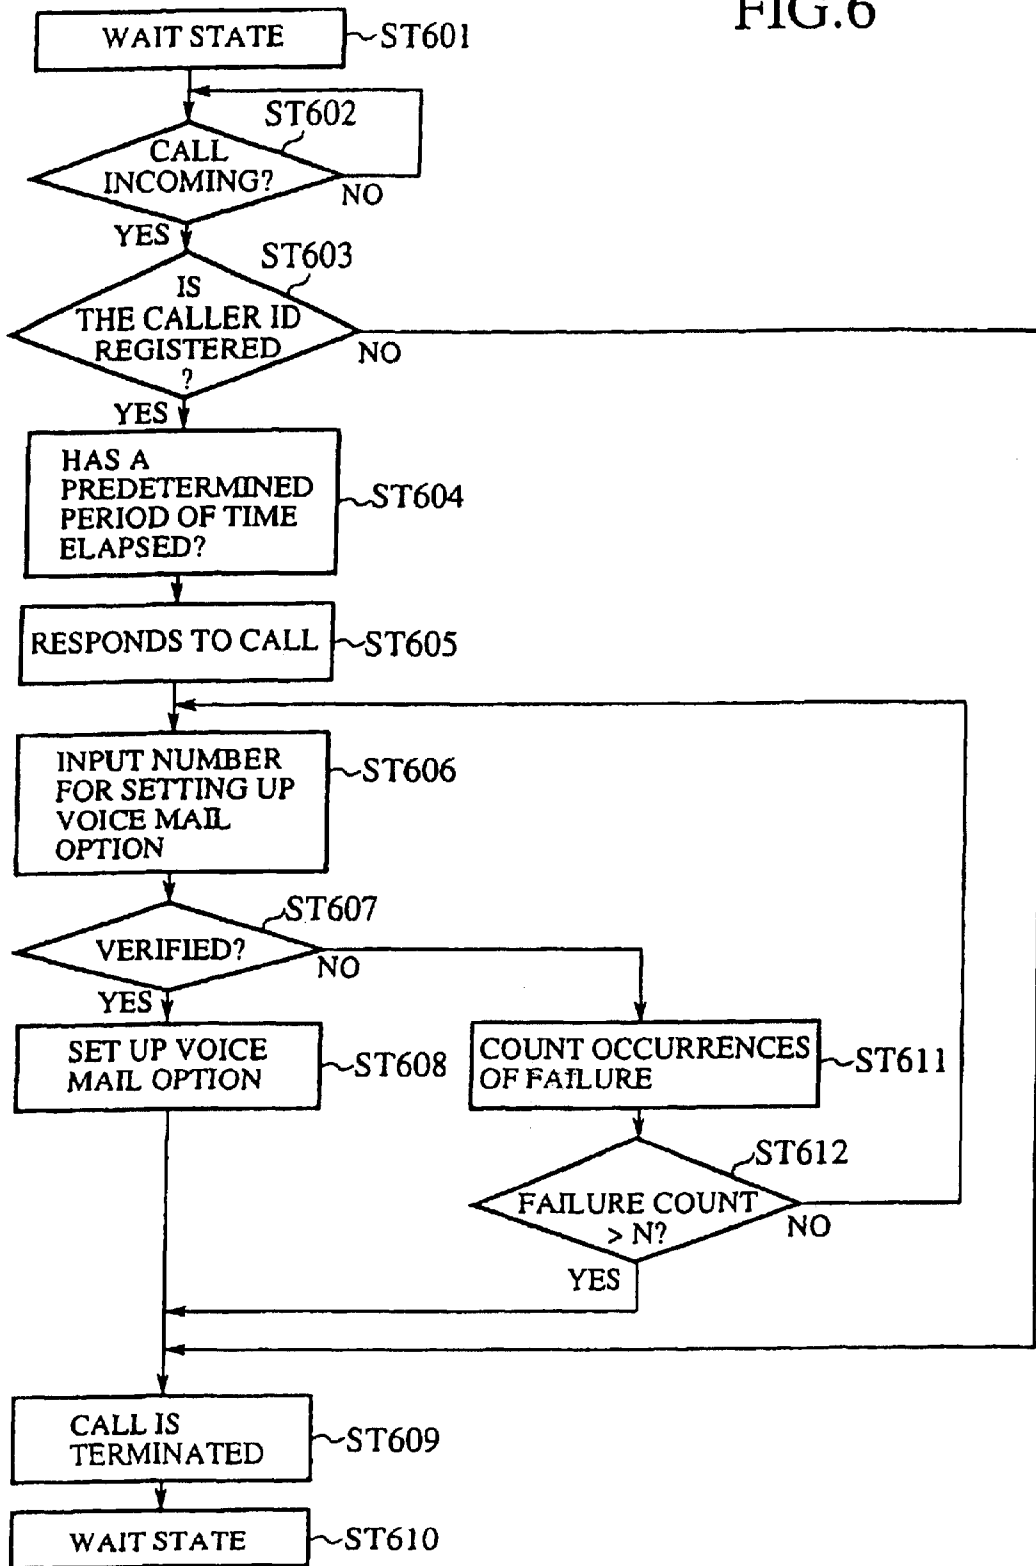 FIG.6
WAIT STATE
ST601
ST602
CALL
INCOMING?
NO
YES
ST603
IS
THE CALLER ID
REGISTERED
?
NO
YES
HAS A
PREDETERMINED
PERIOD OF TIME
ELAPSED?
ST604
RESPONDS TO CALL
ST605
INPUT NUMBER
FOR SETTING UP
VOICE MAIL
OPTION
ST606
ST607
VERIFIED?
NO
YES
SET UP VOICE
MAIL OPTION
ST608
COUNT OCCURRENCES
OF FAILURE
ST611
ST612
FAILURE COUNT
> N?
NO
YES
CALL IS
TERMINATED
ST609
WAIT STATE
ST610